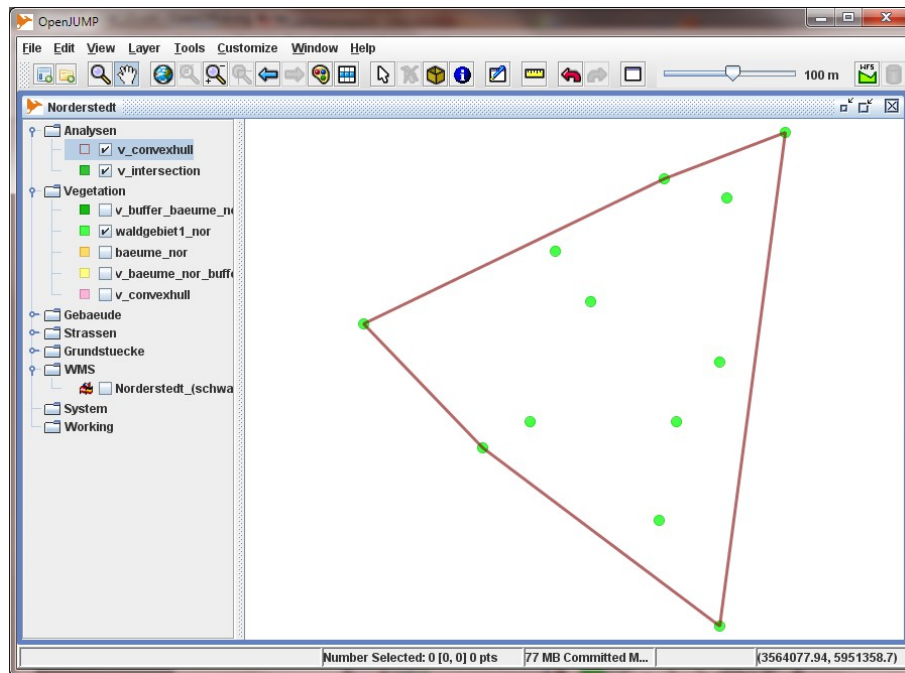 OpenJUMP
File Edit View Layer Tools Customize Window Help
100 m
WFS
Norderstedt
Analysen
v_convexhull
v_intersection
Vegetation
v_buffer_baeume_no
waldgebiet1_nor
baeume_nor
v_baeume_nor_buffe
v_convexhull
Gebaeude
Strassen
Grundstuecke
WMS
Norderstedt_(schwa
System
Working
Number Selected: 0 [0, 0] 0 pts 77 MB Committed M... (3564077.94, 5951358.7)